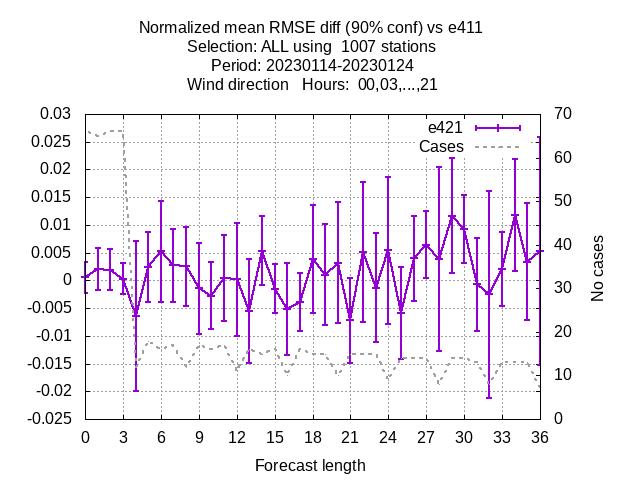 Normalized mean RMSE diff (90% conf) vs e411
Selection: ALL using  1007 stations
Period: 20230114-20230124
Wind direction   Hours:  00,03,...,21
e421
Cases
0.03
0.025
0.02
0.015
0.01
0.005
0
-0.005
-0.01
-0.015
-0.02
-0.025
70
60
50
40
30
20
10
0
No cases
0 3 6 9 12 15 18 21 24 27 30 33 36
Forecast length